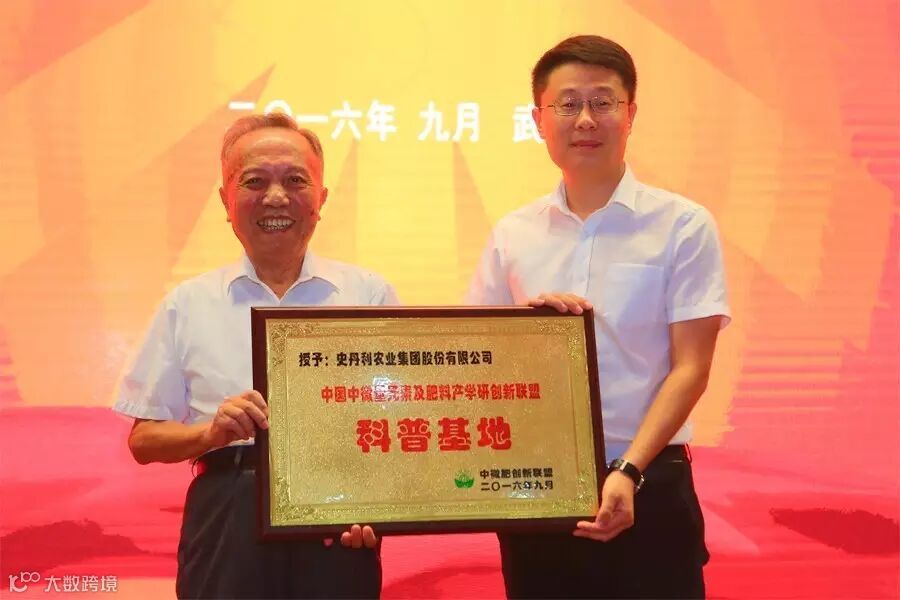 二〇一六年 九月 武
授予：史丹利农业集团股份有限公司
中国中微量元素及肥料产学研创新联盟
科普基地
中微肥创新联盟
二〇一六年九月
大数跨境